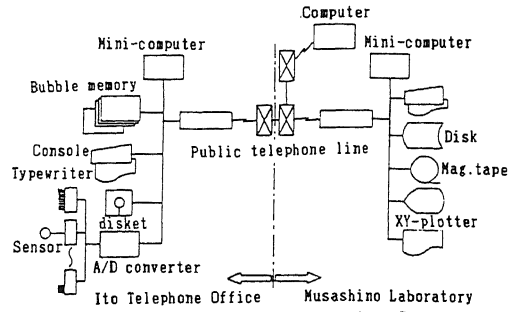 Computer
Mini-computer
Mini-computer
Bubble memory
Public telephone line
Disk
Console
Typewriter
Mag.tape
disket
XY-plotter
Sensor
A/D converter
Ito Telephone Office
Musashino Laboratory